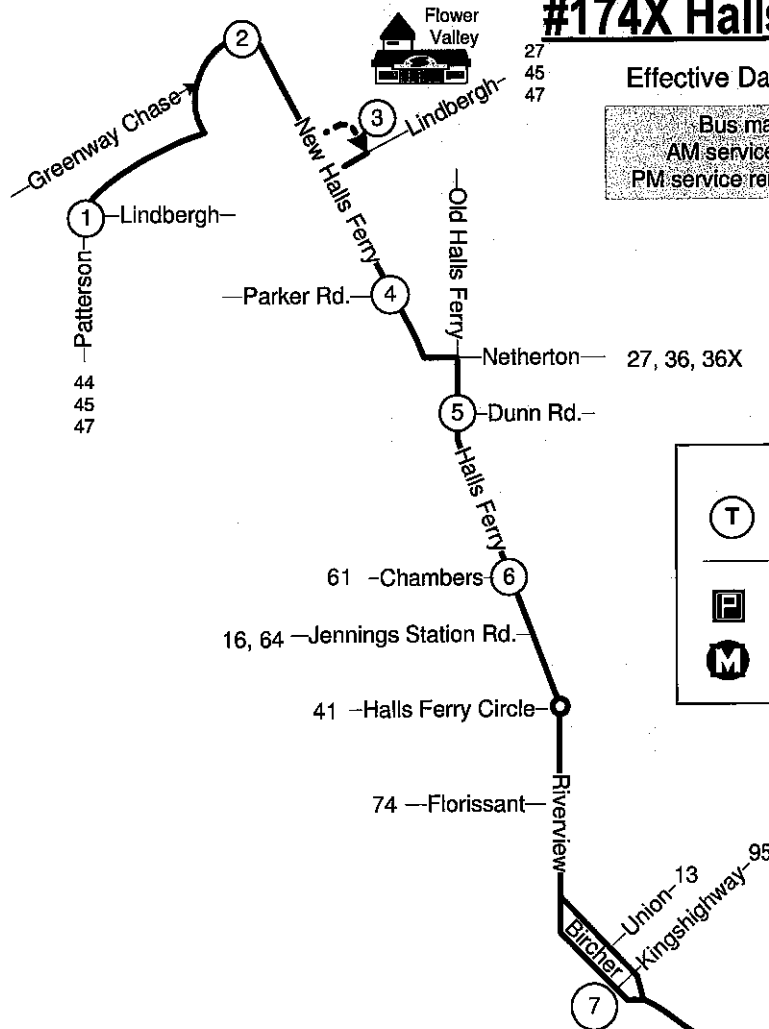 #174X Halls
Flower
Valley
27
45
47
Effective Da
Bus ma
AM service
PM service re
2
Greenway Chase
3
Lindbergh
New Halls Ferry
Old Halls Ferry
1
Lindbergh
Patterson
44
45
47
Parker Rd.
4
Netherton
27, 36, 36X
5
Dunn Rd.
Halls Ferry
T
61
Chambers
6
P
16, 64
Jennings Station Rd.
M
41
Halls Ferry Circle
74
Florissant
Riverview
Union
13
Kingshighway
95
Bircher
7